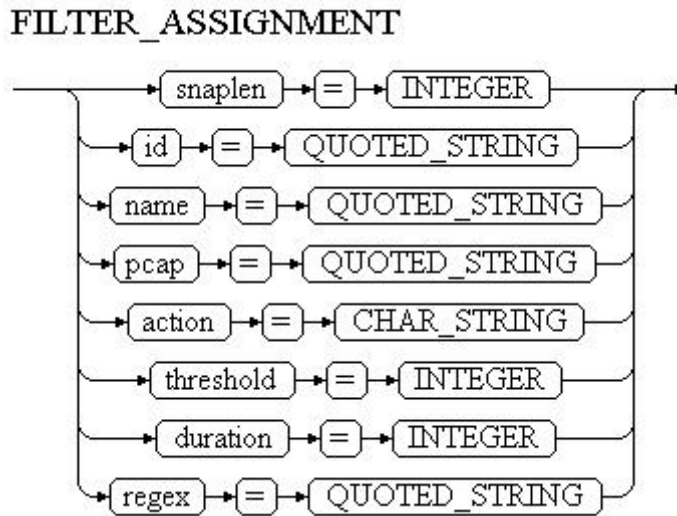 FILTER_ASSIGNMENT
snaplen = INTEGER
id = QUOTED_STRING
name = QUOTED_STRING
pcap = QUOTED_STRING
action = CHAR_STRING
threshold = INTEGER
duration = INTEGER
regex = QUOTED_STRING